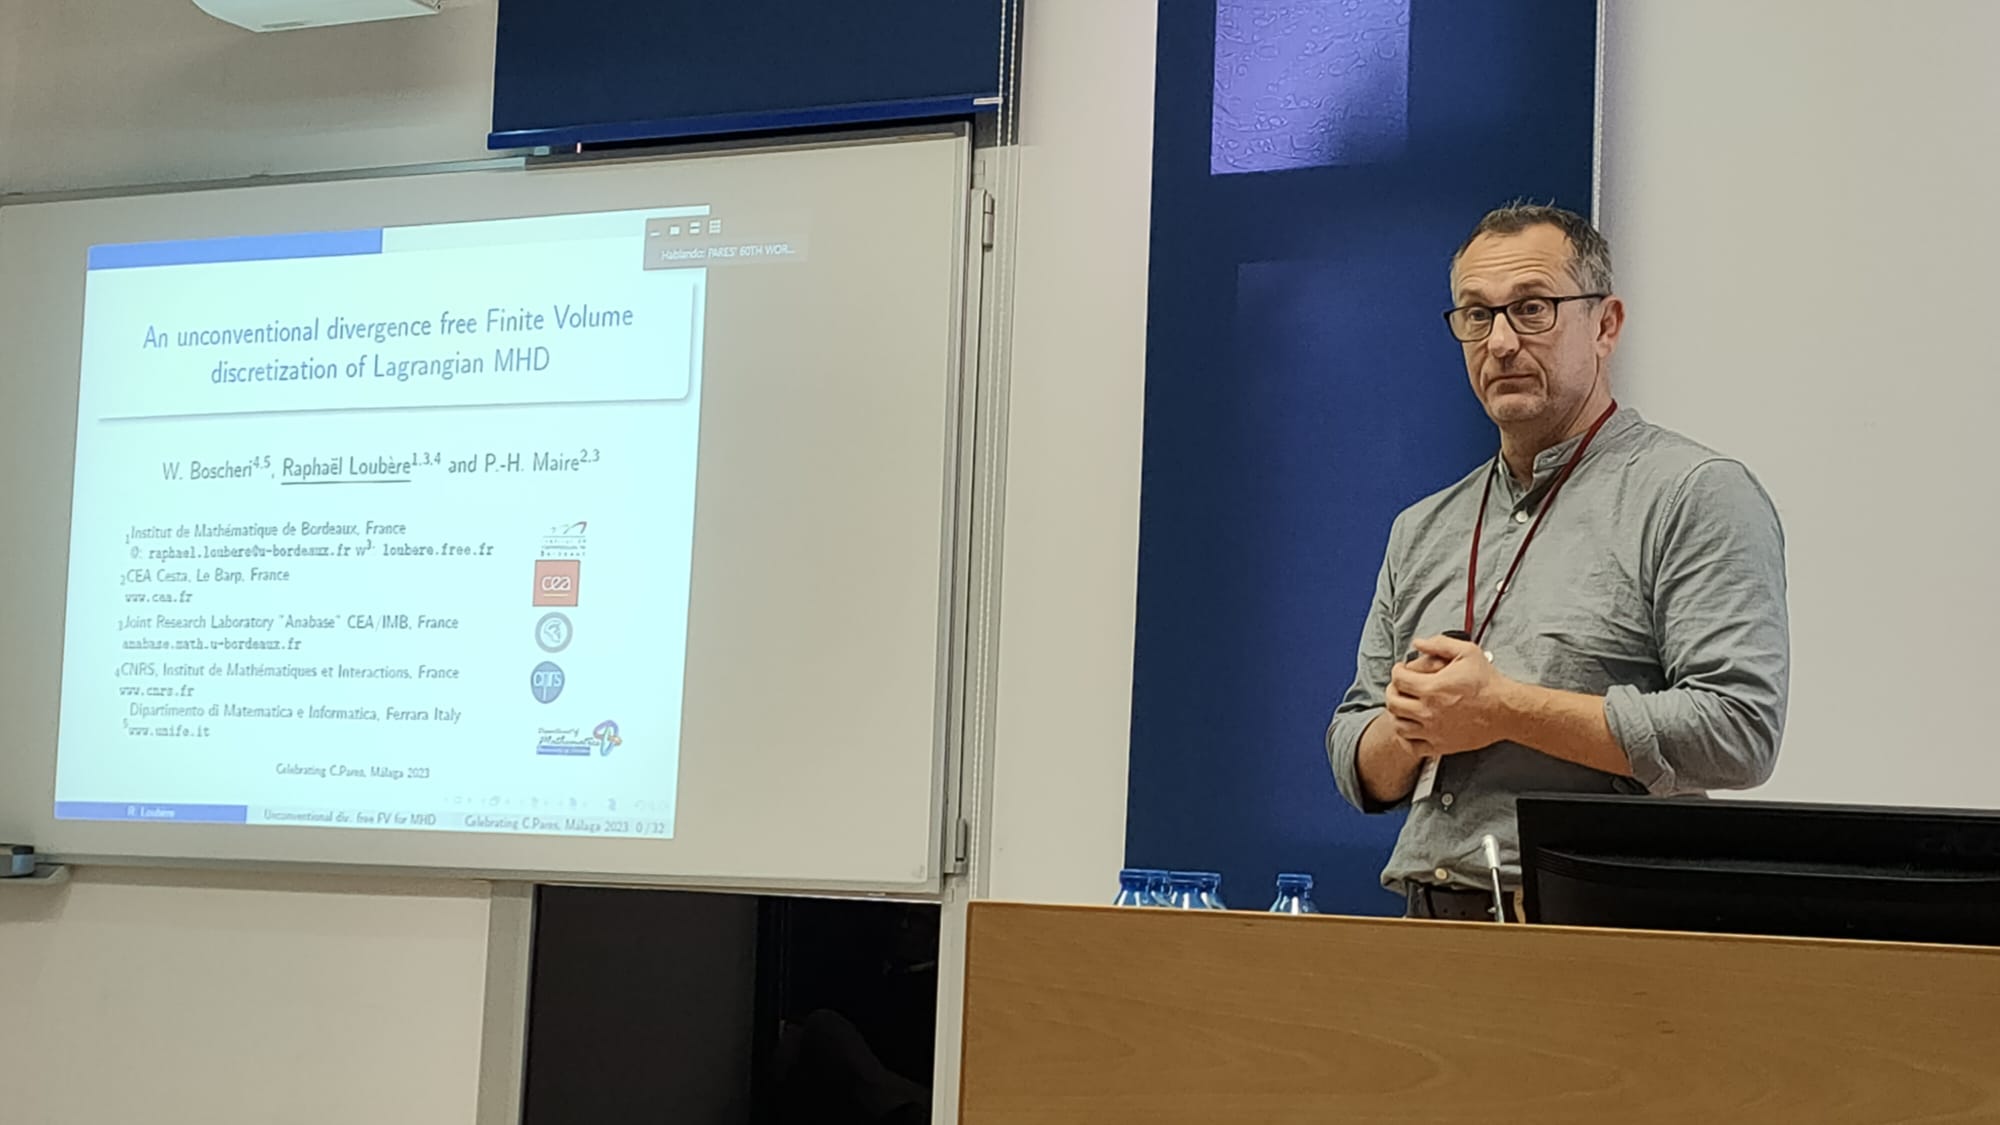 Hablando: PARES' 60TH WOR...
An unconventional divergence free Finite Volume
discretization of Lagrangian MHD
W. Boscheri4,5, Raphaël Loubère1,3,4 and P.-H. Maire2,3
1Institut de Mathématique de Bordeaux, France
@: raphael.loubere@u-bordeaux.fr w3: loubere.free.fr
2CEA Cesta, Le Barp, France
www.cea.fr
cea
3Joint Research Laboratory "Anabase" CEA/IMB, France
anabase.math.u-bordeaux.fr
4CNRS, Institut de Mathématiques et Interactions, France
www.cnrs.fr
cnrs
Dipartimento di Matematica e Informatica, Ferrara Italy
5www.unife.it
Department of
Mathematics
Celebrating C.Pares, Málaga 2023
R. Loubère
Unconventional div. free FV for MHD
Celebrating C.Pares, Málaga 2023
0 / 32